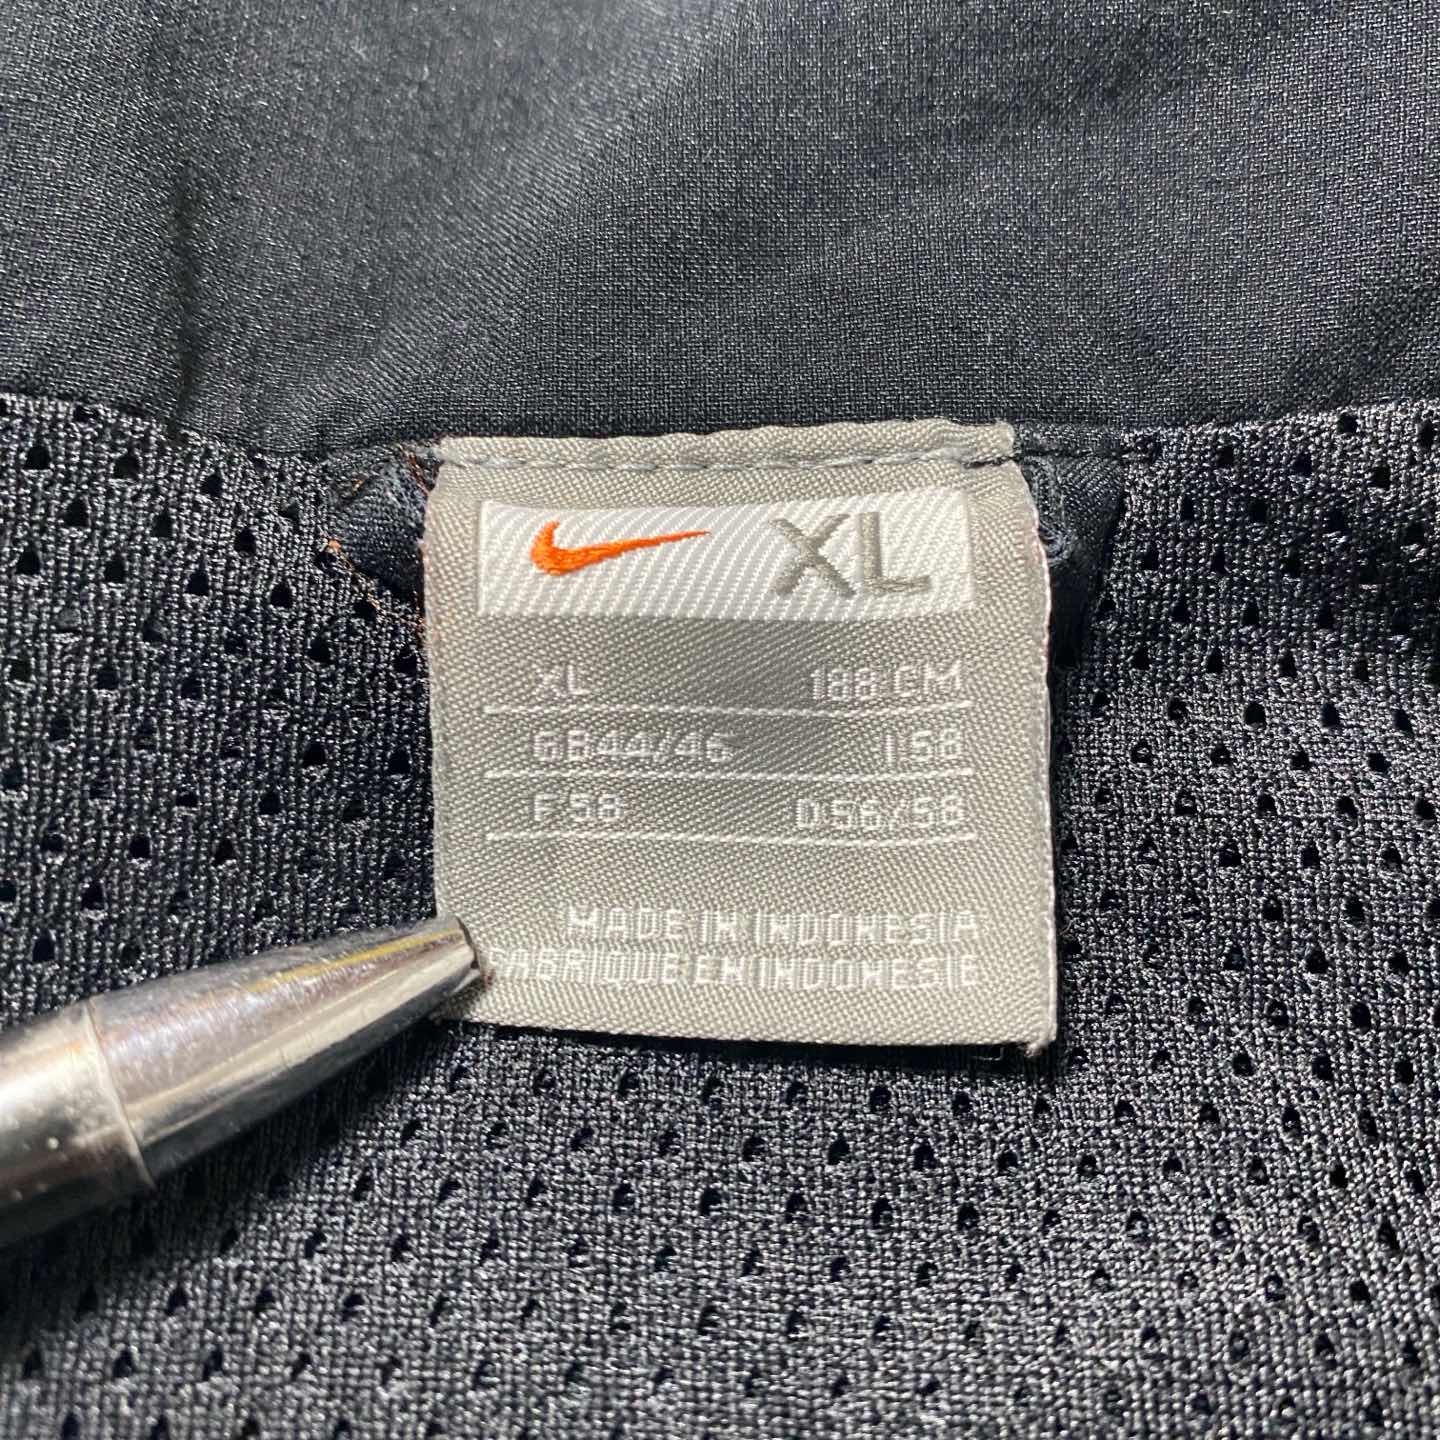 XL
XL 188 CM
GB 44/46 I 58
F 58 D 56/58
MADE IN INDONESIA
FABRIQUE EN INDONESIE